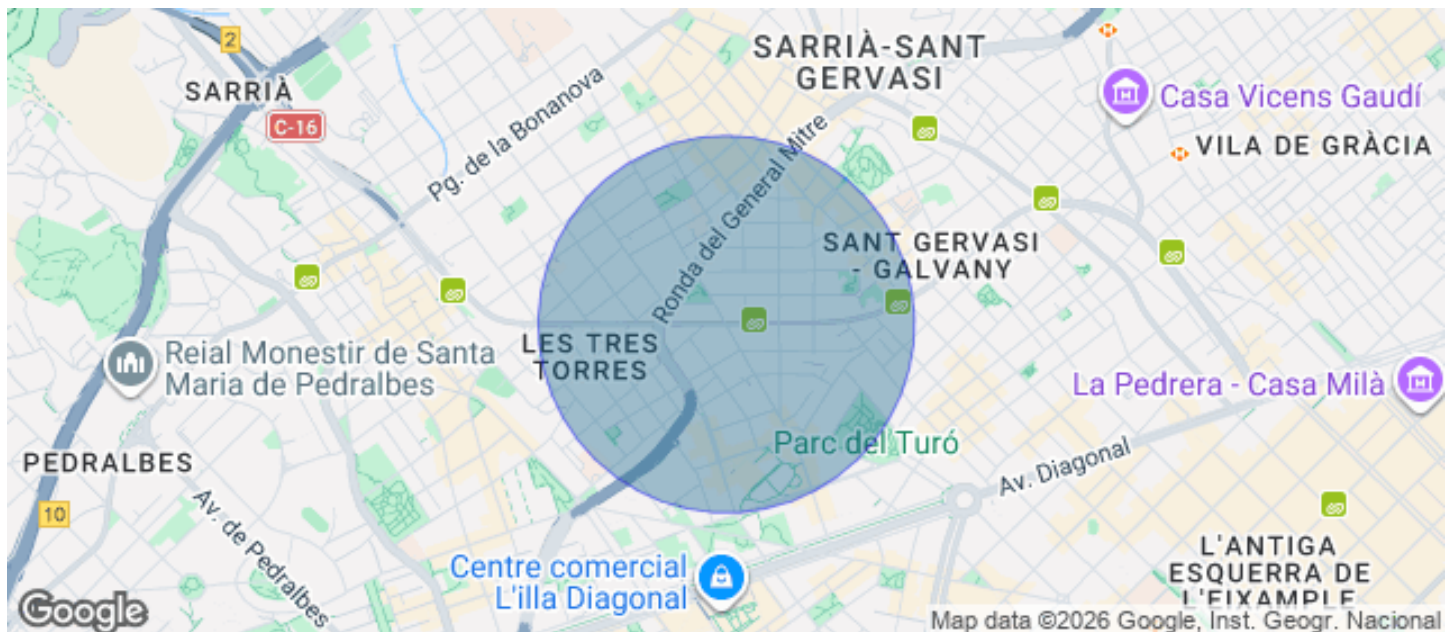 SARRIÀ-SANT
GERVASI
2
SARRIÀ
C-16
Pg. de la Bonanova
Casa Vicens Gaudí
VILA DE GRÀCIA
Ronda del General Mitre
SANT GERVASI
- GALVANY
LES TRES
TORRES
Reial Monestir de Santa
Maria de Pedralbes
La Pedrera - Casa Milà
Parc del Turó
PEDRALBES
Av. Diagonal
10
Av. de Pedralbes
Centre comercial
L'illa Diagonal
L'ANTIGA
ESQUERRA DE
L'EIXAMPLE
Google
Map data ©2026 Google, Inst. Geogr. Nacional